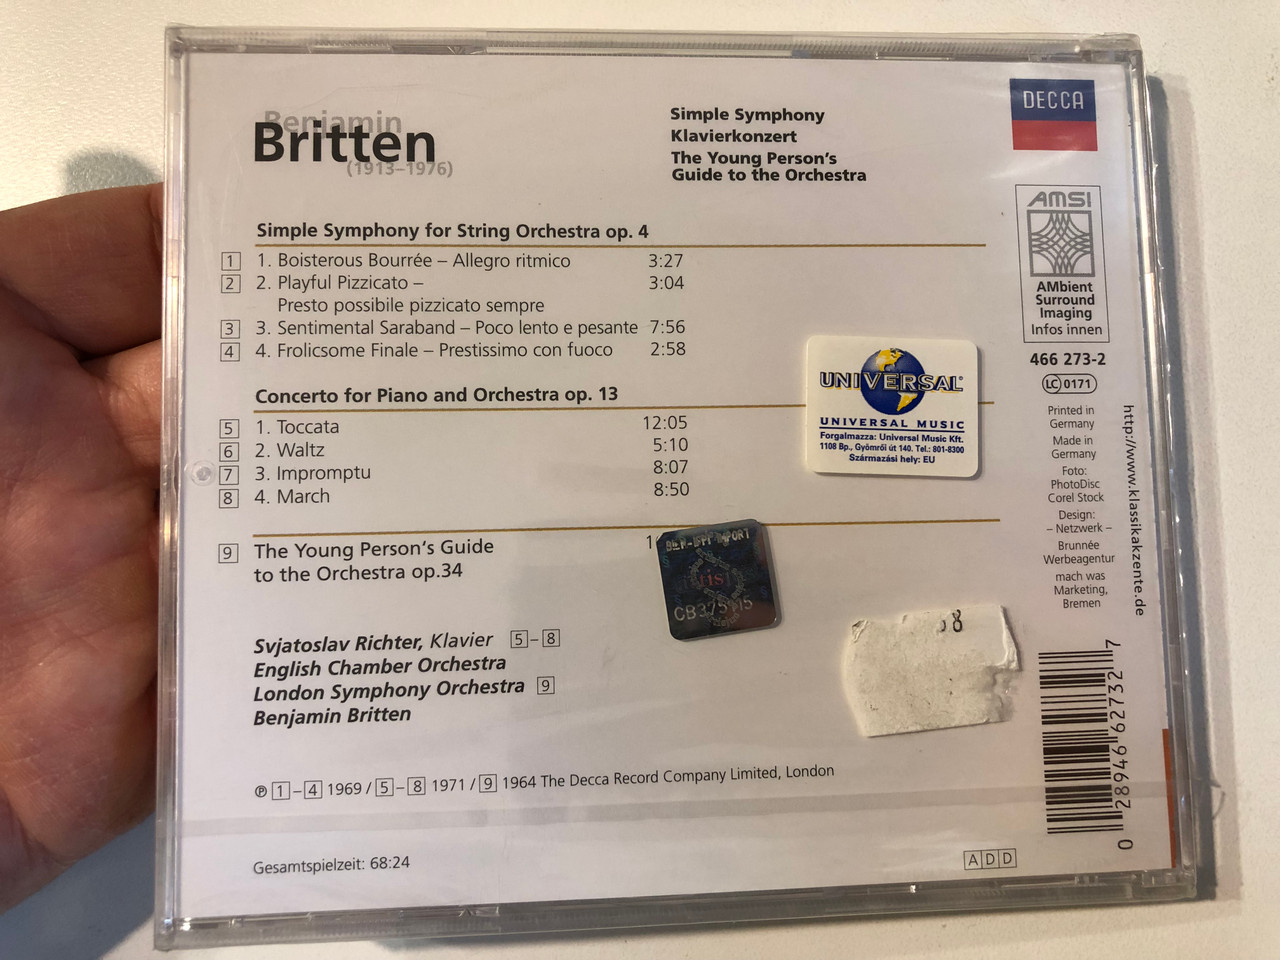 Benjamin
Britten
(1913–1976)
Simple Symphony
Klavierkonzert
The Young Person's
Guide to the Orchestra
DECCA
AMSI
AMbient
Surround
Imaging
Infos innen
466 273-2
LC 0171
Printed in
Germany
Made in
Germany
Foto:
PhotoDisc
Corel Stock
Design:
– Netzwerk –
Brunnée
Werbeagentur
mach was
Marketing,
Bremen
http://www.klassikakzente.de
Simple Symphony for String Orchestra op. 4
1 1. Boisterous Bourrée – Allegro ritmico 3:27
2 2. Playful Pizzicato – 3:04
Presto possibile pizzicato sempre
3 3. Sentimental Saraband – Poco lento e pesante 7:56
4 4. Frolicsome Finale – Prestissimo con fuoco 2:58
Concerto for Piano and Orchestra op. 13
5 1. Toccata 12:05
6 2. Waltz 5:10
7 3. Impromptu 8:07
8 4. March 8:50
9 The Young Person's Guide
to the Orchestra op.34
UNIVERSAL
UNIVERSAL MUSIC
Forgalmazza: Universal Music Kft.
1108 Bp., Gyömrői út 140. Tel.: 801-8300
Származási hely: EU
Svjatoslav Richter, Klavier 5–8
English Chamber Orchestra
London Symphony Orchestra 9
Benjamin Britten
℗ 1–4 1969 / 5–8 1971 / 9 1964 The Decca Record Company Limited, London
Gesamtspielzeit: 68:24
ADD
0 28946 62732 7